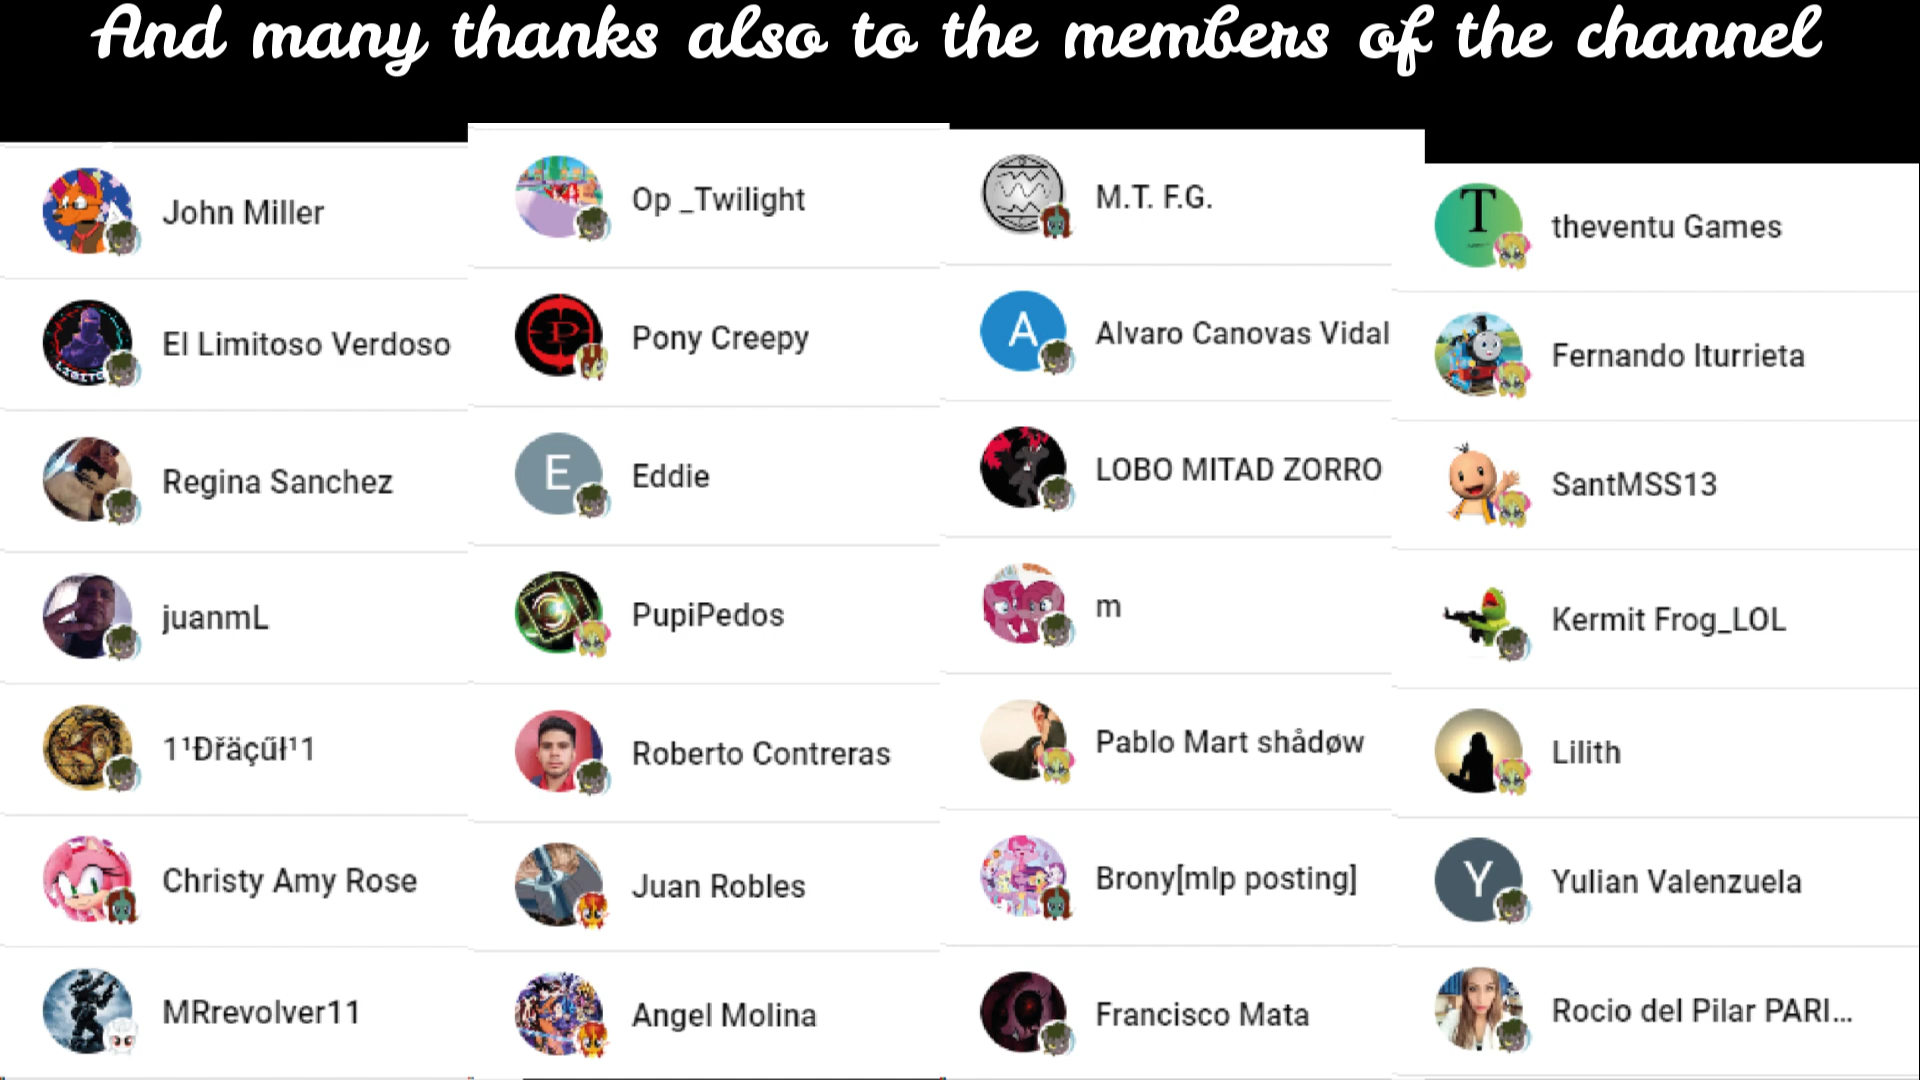 And many thanks also to the members of the channel
John Miller
El Limitoso Verdoso
Regina Sanchez
juanmL
1¹Ðřäçűł¹1
Christy Amy Rose
MRrevolver11
Op _Twilight
P
Pony Creepy
E
Eddie
PupiPedos
Roberto Contreras
Juan Robles
Angel Molina
M.T. F.G.
A
Alvaro Canovas Vidal
LOBO MITAD ZORRO
m
Pablo Mart shådøw
Brony[mlp posting]
Francisco Mata
T
theventu Games
Fernando Iturrieta
SantMSS13
Kermit Frog_LOL
Lilith
Y
Yulian Valenzuela
Rocio del Pilar PARI...